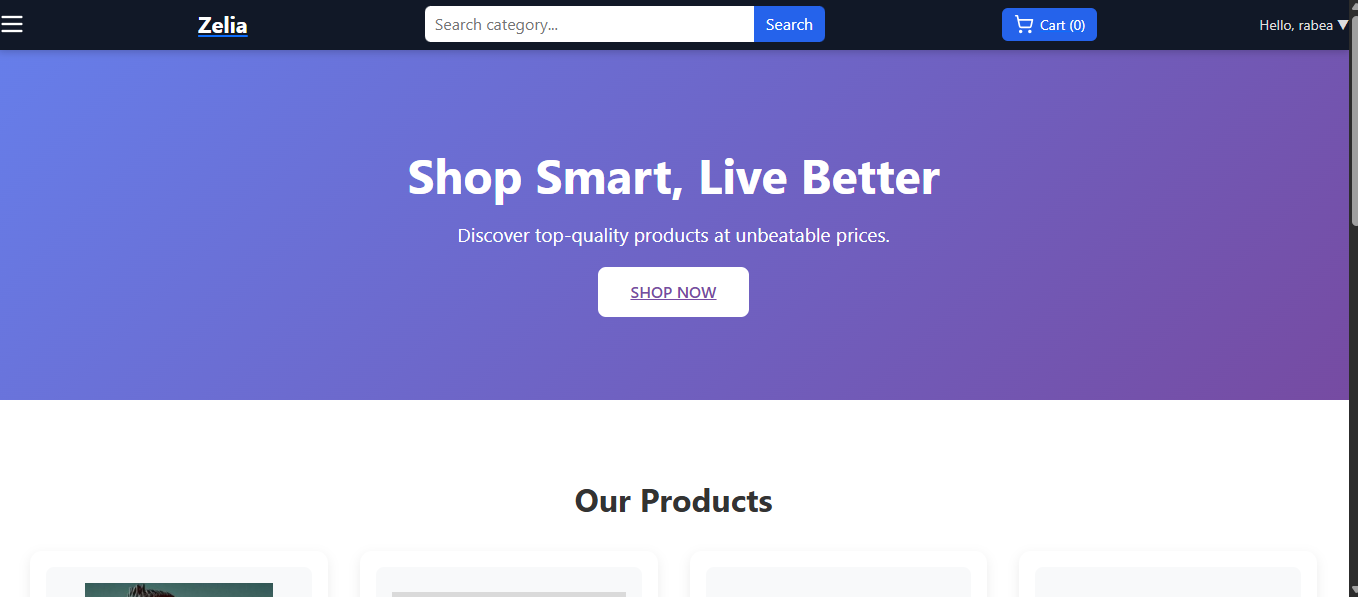 Zelia
Search category...
Search
Cart (0)
Hello, rabea ▼
Shop Smart, Live Better
Discover top-quality products at unbeatable prices.
SHOP NOW
Our Products